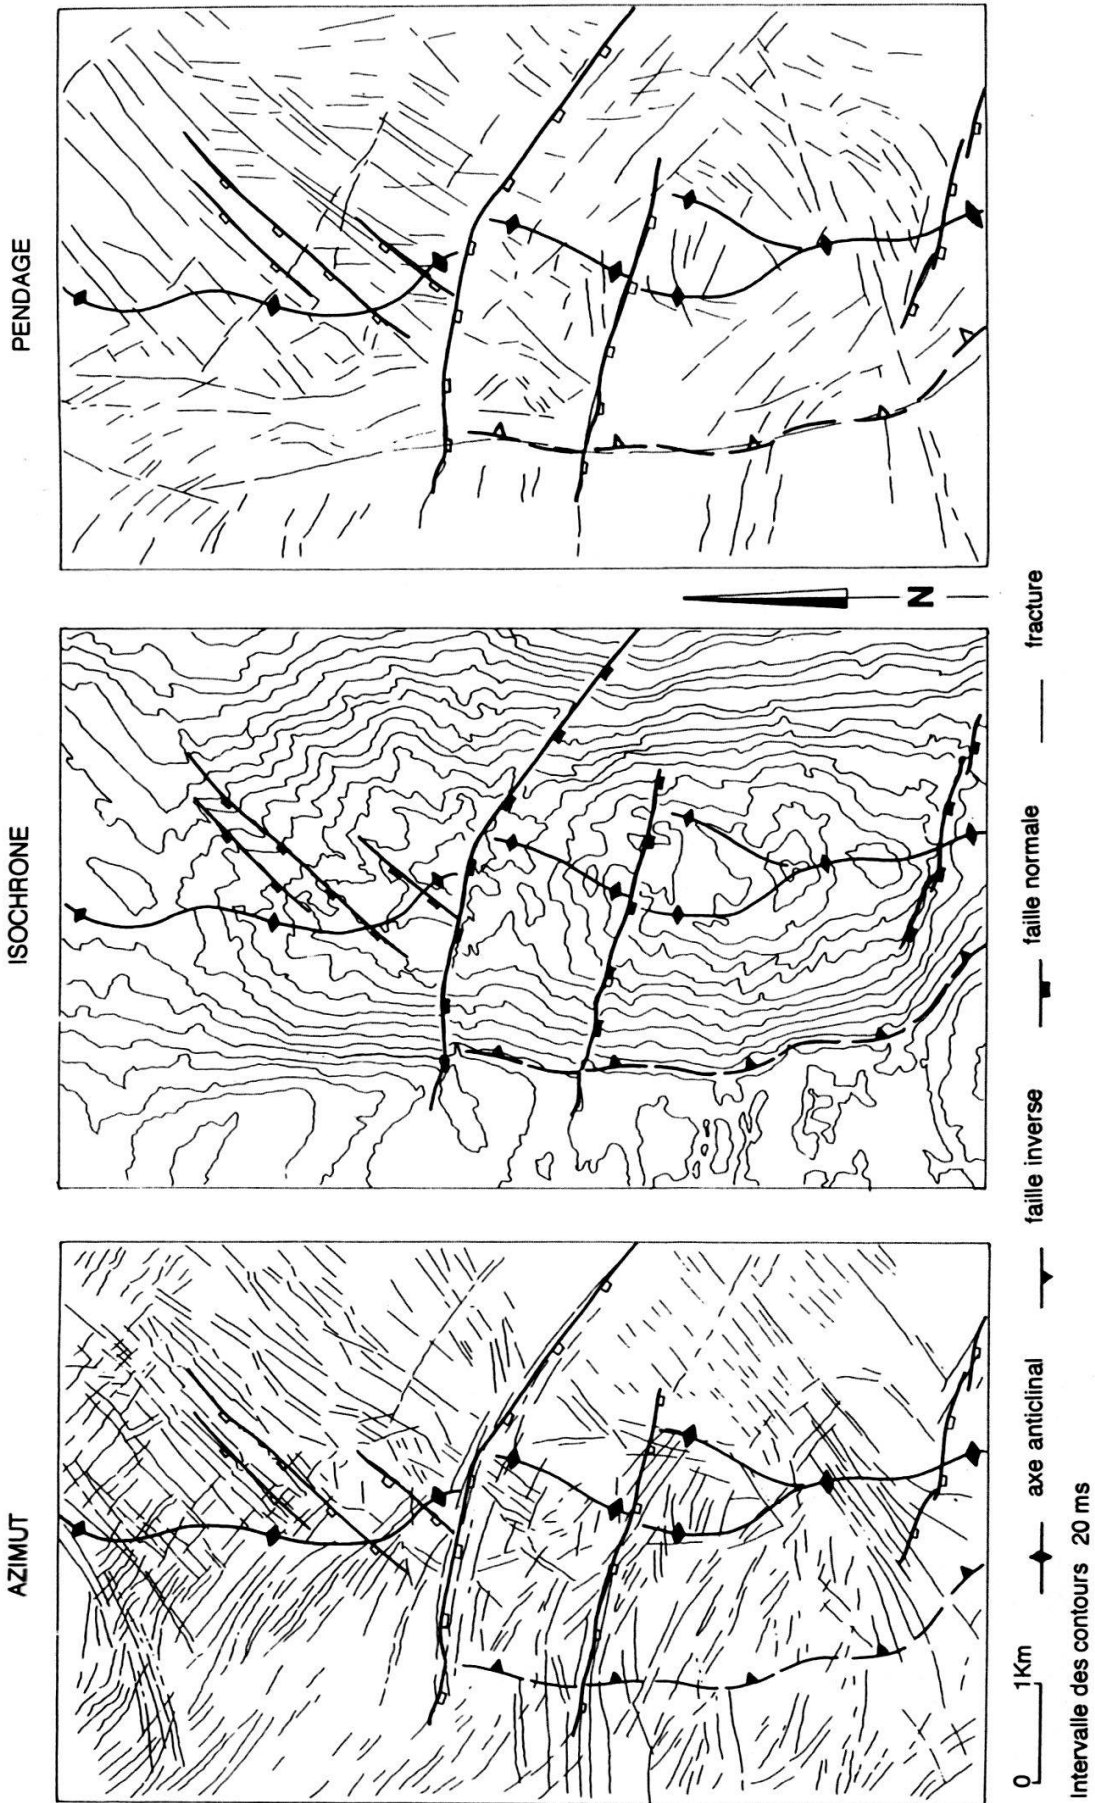 AZIMUT
ISOCHRONE
PENDAGE
N
0 1Km
axe anticlinal
faille inverse
faille normale
fracture
Intervalle des contours 20 ms